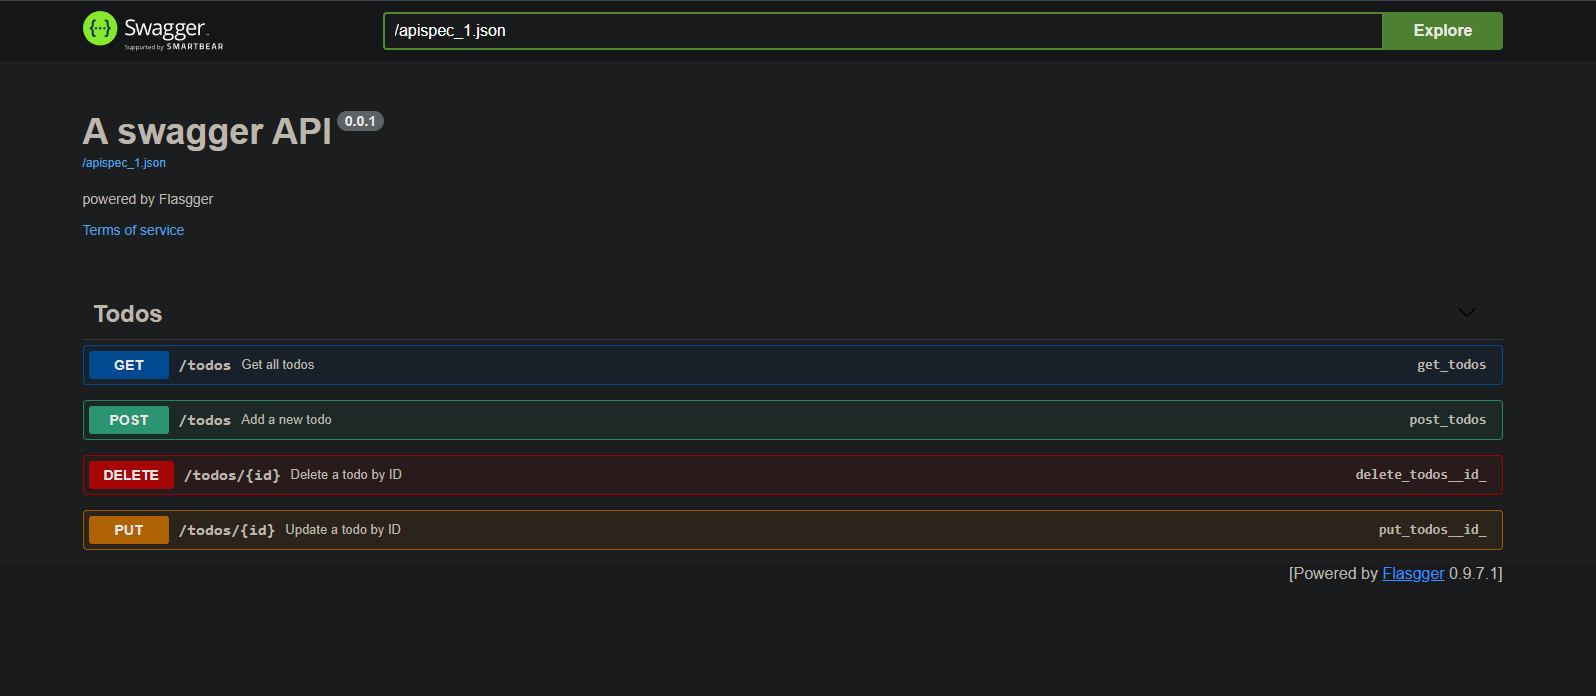 {···} Swagger.
Supported by SMARTBEAR
/apispec_1.json
Explore
A swagger API 0.0.1
/apispec_1.json
powered by Flasgger
Terms of service
Todos
GET /todos Get all todos get_todos
POST /todos Add a new todo post_todos
DELETE /todos/{id} Delete a todo by ID delete_todos__id_
PUT /todos/{id} Update a todo by ID put_todos__id_
[Powered by Flasgger 0.9.7.1]